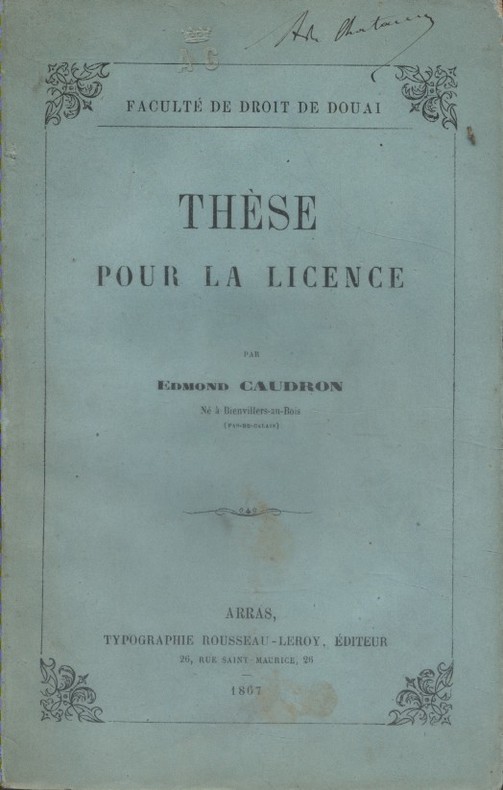 A C
FACULTÉ DE DROIT DE DOUAI
THÈSE
POUR LA LICENCE
PAR
EDMOND CAUDRON
Né à Bienvillers-au-Bois
(PAS-DE-CALAIS)
ARRAS,
TYPOGRAPHIE ROUSSEAU-LEROY, ÉDITEUR
26, RUE SAINT-MAURICE, 26
1867